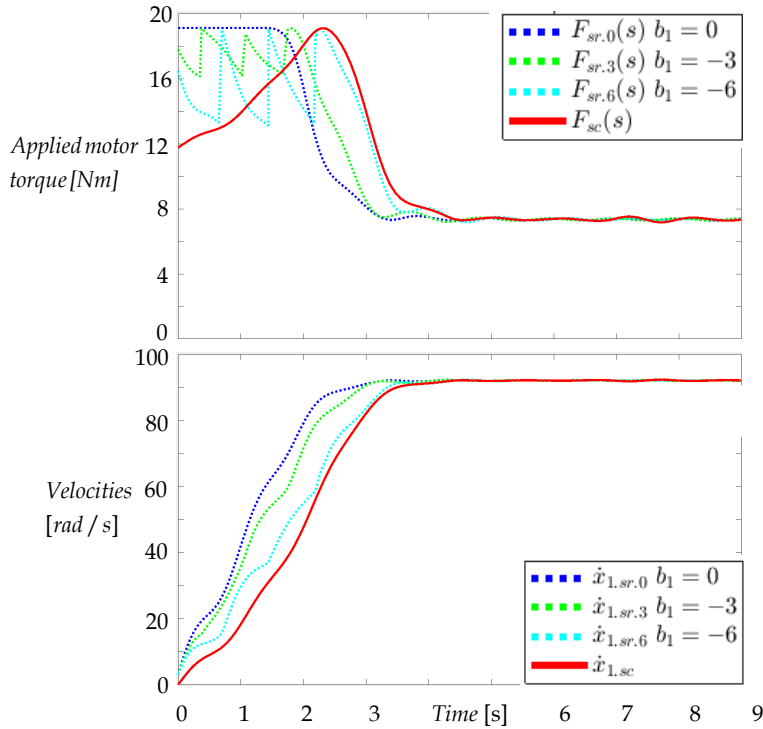 20
16
12
8
4
0
Applied motor
torque [Nm]
F_{sr.0}(s) b_1 = 0
F_{sr.3}(s) b_1 = −3
F_{sr.6}(s) b_1 = −6
F_{sc}(s)
100
80
60
40
20
0
Velocities
[rad / s]
ẋ_{1.sr.0} b_1 = 0
ẋ_{1.sr.3} b_1 = −3
ẋ_{1.sr.6} b_1 = −6
ẋ_{1.sc}
0 1 2 3 Time [s] 6 7 8 9